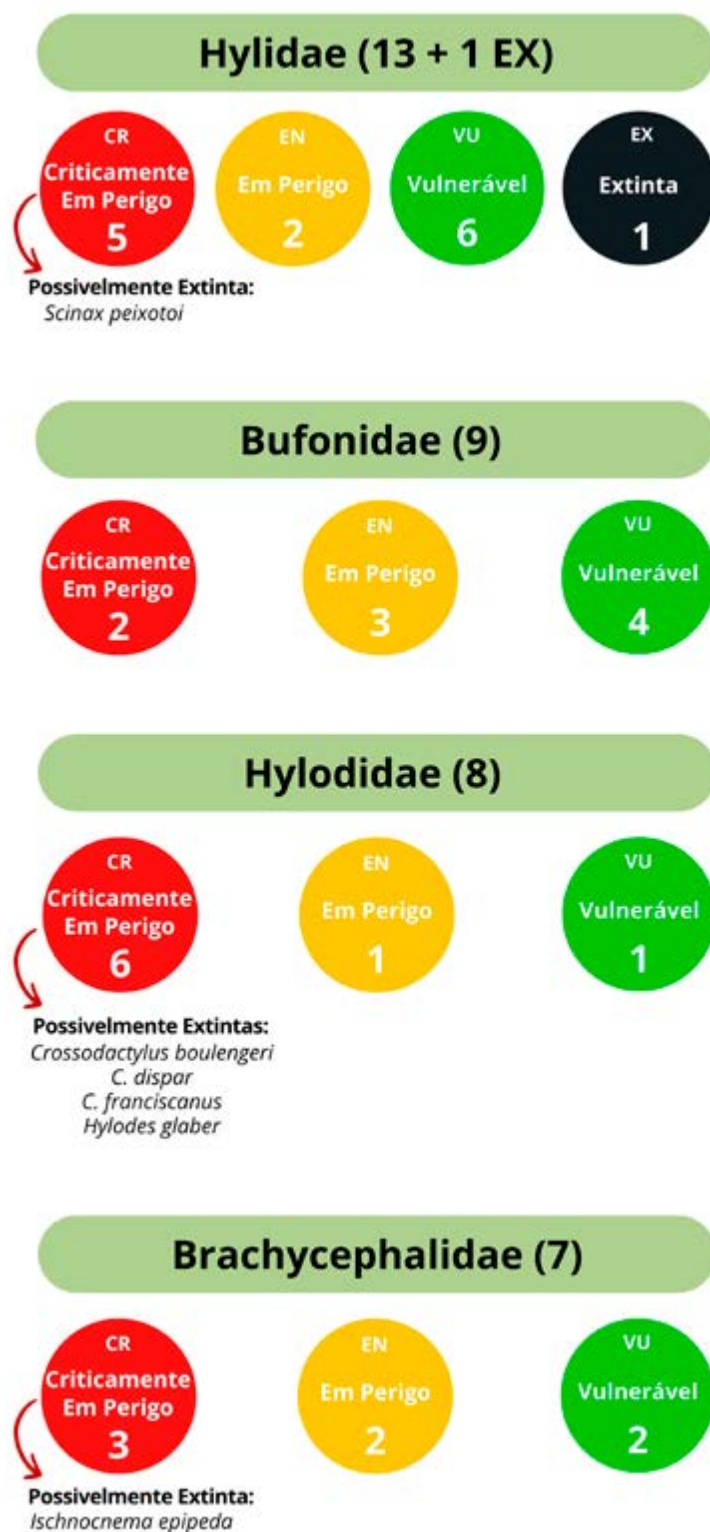 Hylidae (13 + 1 EX)
CR
Criticamente
Em Perigo
5
EN
Em Perigo
2
VU
Vulnerável
6
EX
Extinta
1
Possivelmente Extinta:
Scinax peixotoi
Bufonidae (9)
CR
Criticamente
Em Perigo
2
EN
Em Perigo
3
VU
Vulnerável
4
Hylodidae (8)
CR
Criticamente
Em Perigo
6
EN
Em Perigo
1
VU
Vulnerável
1
Possivelmente Extintas:
Crossodactylus boulengeri
C. dispar
C. franciscanus
Hylodes glaber
Brachycephalidae (7)
CR
Criticamente
Em Perigo
3
EN
Em Perigo
2
VU
Vulnerável
2
Possivelmente Extinta:
Ischnocnema epipeda